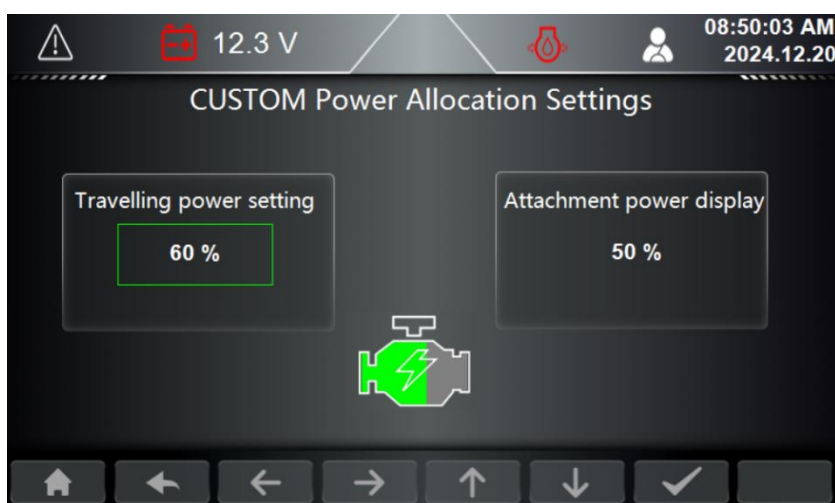 12.3 V
08:50:03 AM
2024.12.20
CUSTOM Power Allocation Settings
Travelling power setting
60 %
Attachment power display
50 %